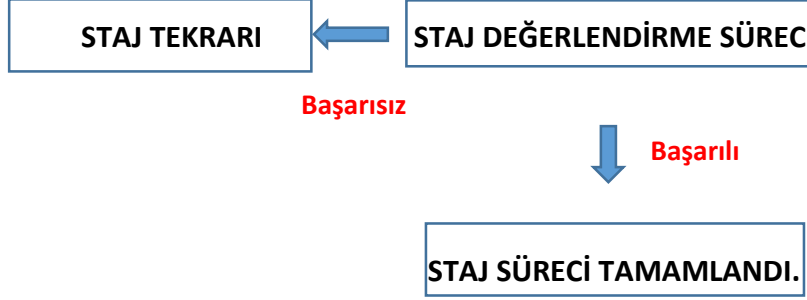 STAJ TEKRARI
STAJ DEĞERLENDİRME SÜREC
Başarısız
Başarılı
STAJ SÜRECİ TAMAMLANDI.